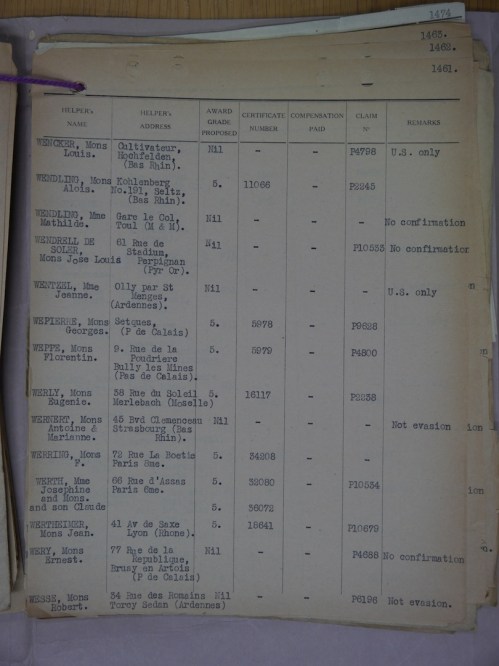 1474
1463.
1462.
1461.
HELPER'S NAME HELPER'S ADDRESS AWARD GRADE PROPOSED CERTIFICATE NUMBER COMPENSATION PAID CLAIM No REMARKS
WENCKER, Mons Cultivateur, Nil - - P4798 U.S. only
Louis. Hochfelden,
(Bas Rhin).
WENDLING, Mons Kohlenberg 5. 11066 - P2245
Alois. No.191, Seltz,
(Bas Rhin).
WENDLING, Mme Gare le Col, Nil - - - No confirmation
Mathilde. Toul (M & M).
WENDRELL DE 61 Rue de Nil - - P10553 No confirmation
SOLER, Stadium,
Mons Jose Louis Perpignan
(Pyr Or).
WENTZEL, Mme Olly par St Nil - - - U.S. only
Jeanne. Menges,
(Ardennes).
WEPIERRE, Mons Setques, 5. 5978 - P9628
Georges. (P de Calais)
WEPPE, Mons 9. Rue de la 5. 5979 - P4800
Florentin. Poudriere
Bully les Mines
(Pas de Calais).
WERLY, Mons 38 Rue du Soleil 5. 16117 - P2238
Eugenie. Merlebach (Moselle)
WERNERT, Mons 45 Bvd Clemenceau Nil - - - Not evasion
Antoine & Strasbourg (Bas
Marianne. Rhin).
WERRING, Mons 72 Rue La Boetie 5. 34208 - -
F. Paris 8me.
WERTH, Mme 66 Rue d'Assas 5. 32080 - P10534
Josephine Paris 6me.
and Mons.
and son Claude 5. 36072
WERTHEIMER, 41 Av de Saxe 5. 18641 - P10679
Mons Jean. Lyon (Rhone).
WERY, Mons 77 Rue de la Nil - - P4688 No confirmation
Ernest. Republique,
Bruay en Artois
(P de Calais)
WESSE, Mons 34 Rue des Romains Nil - - P6196 Not evasion.
Robert. Torcy Sedan (Ardennes)